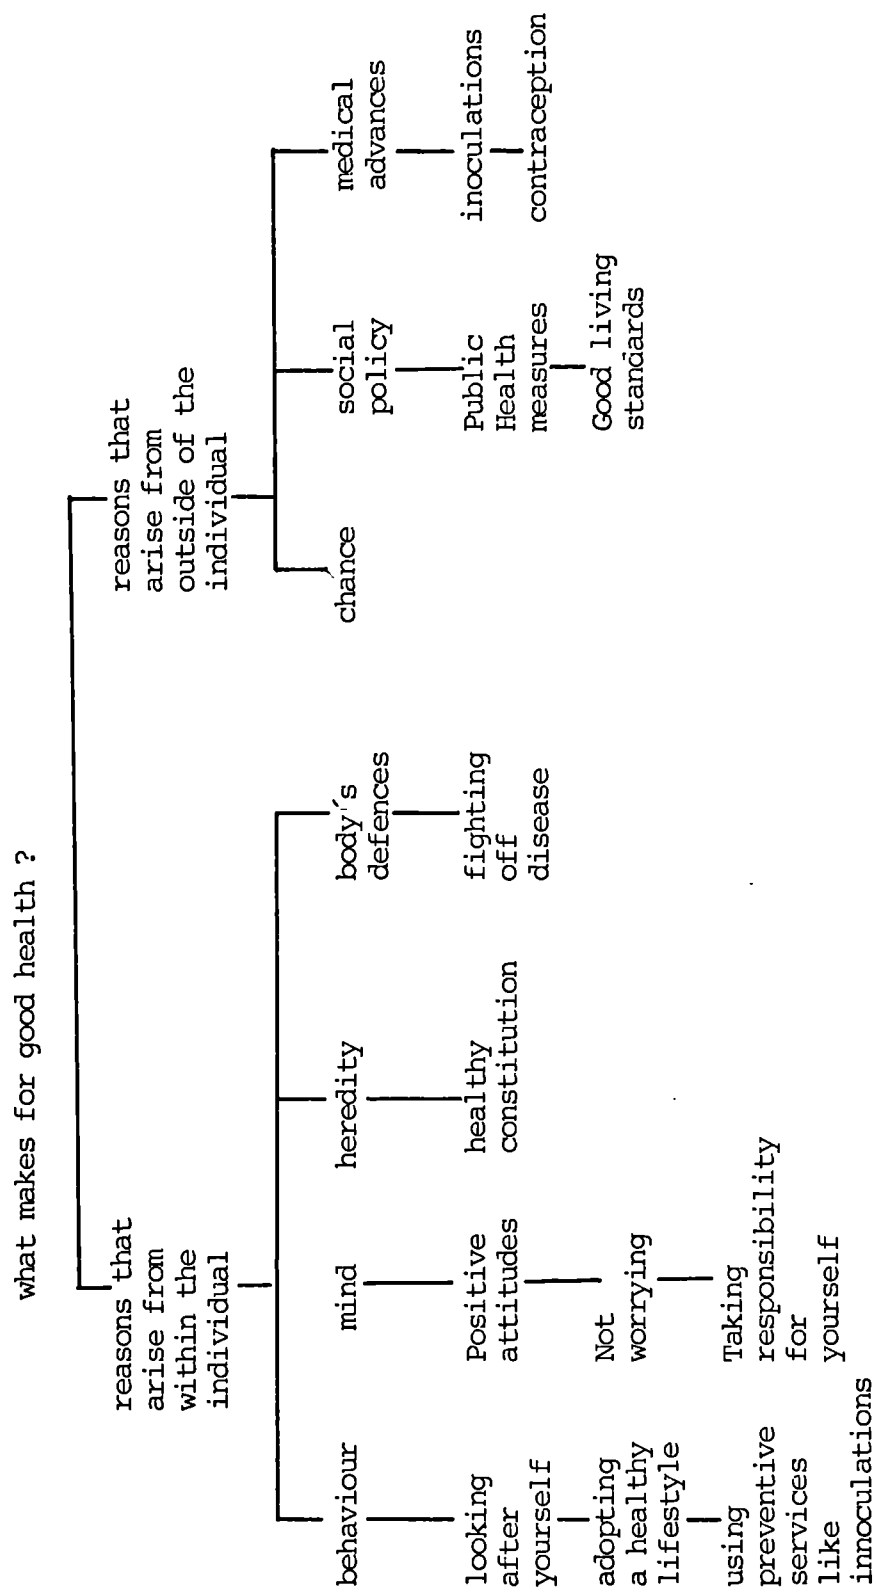 what makes for good health ?
reasons that
arise from
within the
individual
reasons that
arise from
outside of the
individual
behaviour
looking
after
yourself
adopting
a healthy
lifestyle
using
preventive
services
like
innoculations
mind
Positive
attitudes
Not
worrying
Taking
responsibility
for
yourself
heredity
healthy
constitution
body's
defences
fighting
off
disease
chance
social
policy
Public
Health
measures
Good living
standards
medical
advances
inoculations
contraception